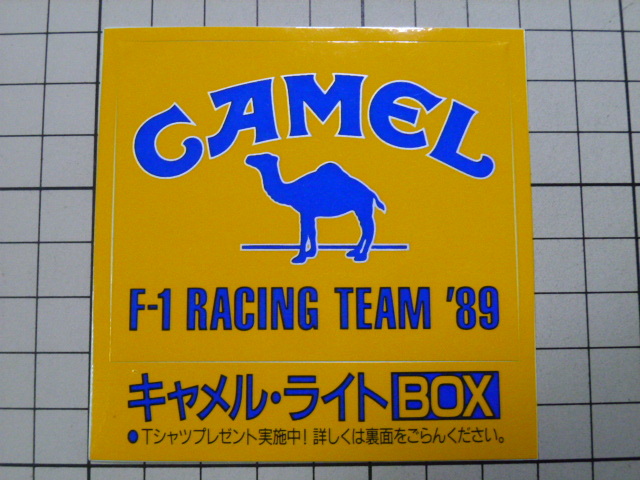 CAMEL
F-1 RACING TEAM '89
キャメル・ライトBOX
●Tシャツプレゼント実施中!詳しくは裏面をごらんください。